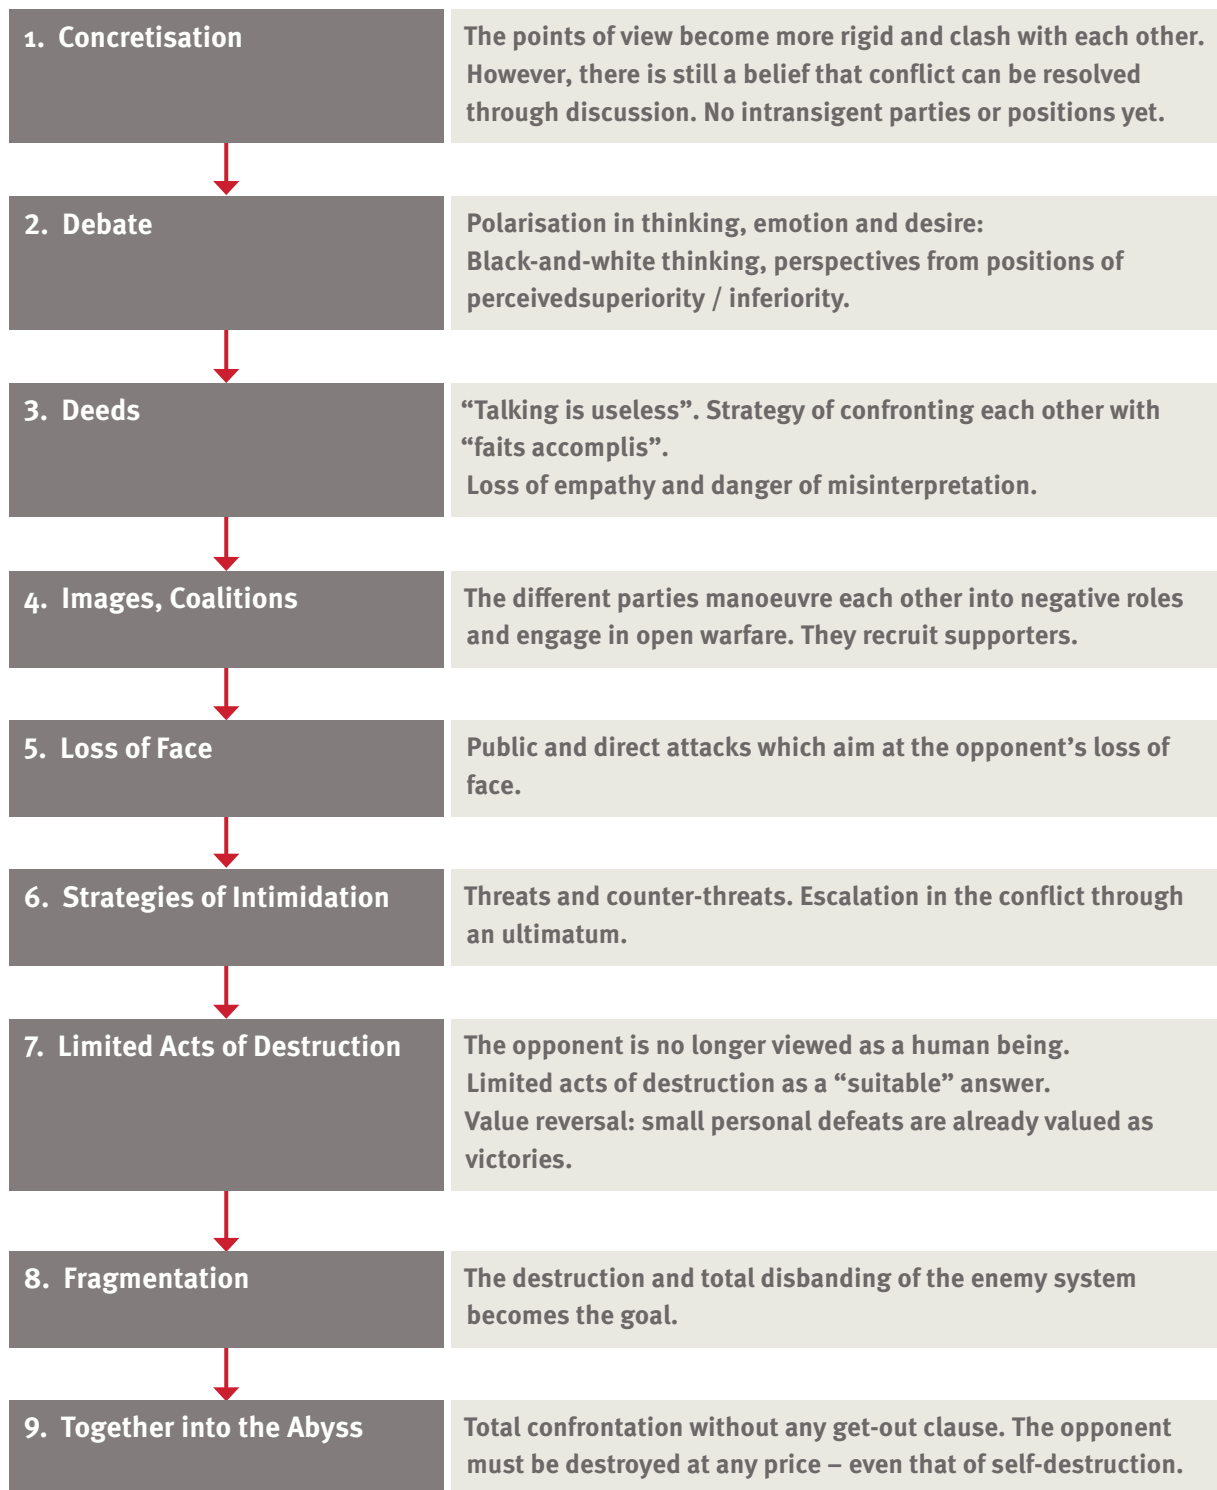 1. Concretisation
The points of view become more rigid and clash with each other.
However, there is still a belief that conflict can be resolved
through discussion. No intransigent parties or positions yet.
2. Debate
Polarisation in thinking, emotion and desire:
Black-and-white thinking, perspectives from positions of
perceivedsuperiority / inferiority.
3. Deeds
“Talking is useless”. Strategy of confronting each other with
“faits accomplis”.
Loss of empathy and danger of misinterpretation.
4. Images, Coalitions
The different parties manoeuvre each other into negative roles
and engage in open warfare. They recruit supporters.
5. Loss of Face
Public and direct attacks which aim at the opponent’s loss of
face.
6. Strategies of Intimidation
Threats and counter-threats. Escalation in the conflict through
an ultimatum.
7. Limited Acts of Destruction
The opponent is no longer viewed as a human being.
Limited acts of destruction as a “suitable” answer.
Value reversal: small personal defeats are already valued as
victories.
8. Fragmentation
The destruction and total disbanding of the enemy system
becomes the goal.
9. Together into the Abyss
Total confrontation without any get-out clause. The opponent
must be destroyed at any price – even that of self-destruction.